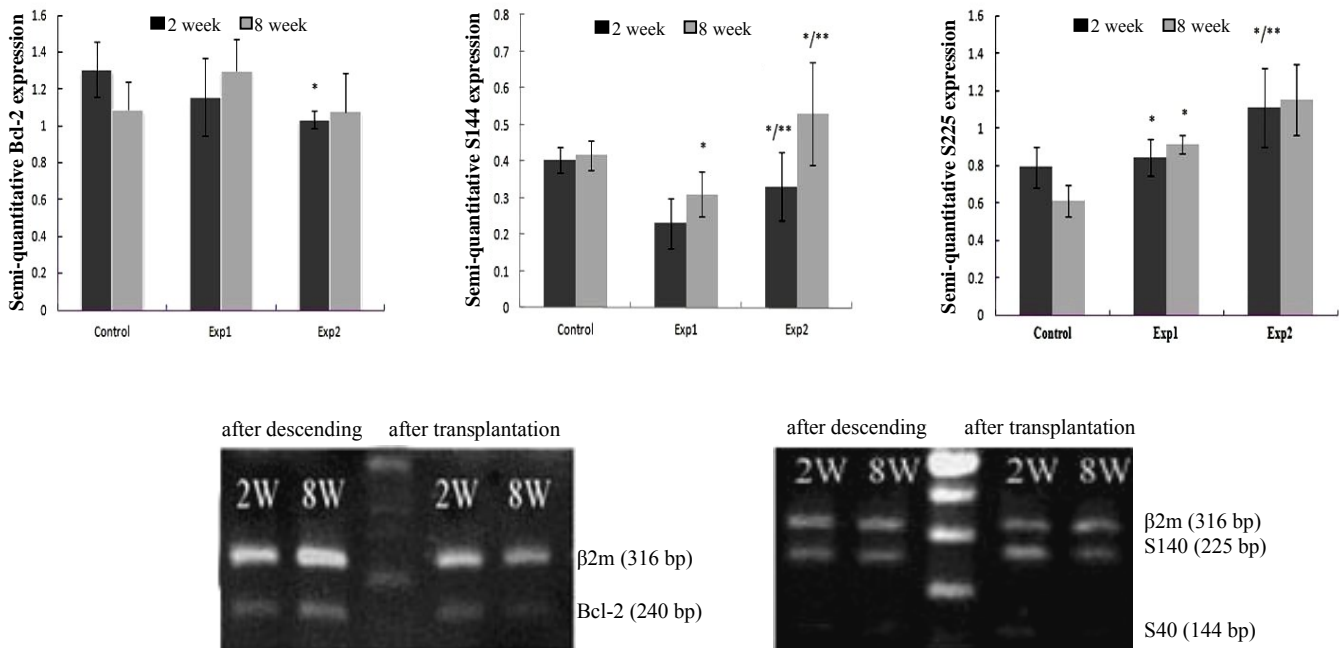 Semi-quantitative Bcl-2 expression
2 week 8 week
1.6
1.4
1.2
1
0.8
0.6
0.4
0.2
0
*
Control Exp1 Exp2
Semi-quantitative S144 expression
2 week 8 week
0.8
0.7
0.6
0.5
0.4
0.3
0.2
0.1
0
*
*/**
*/**
Control Exp1 Exp2
Semi-quantitative S225 expression
2 week 8 week
1.6
1.4
1.2
1
0.8
0.6
0.4
0.2
0
*
*
*/**
Control Exp1 Exp2
after descending after transplantation
2W 8W 2W 8W
β2m (316 bp)
Bcl-2 (240 bp)
after descending after transplantation
2W 8W 2W 8W
β2m (316 bp)
S140 (225 bp)
S40 (144 bp)